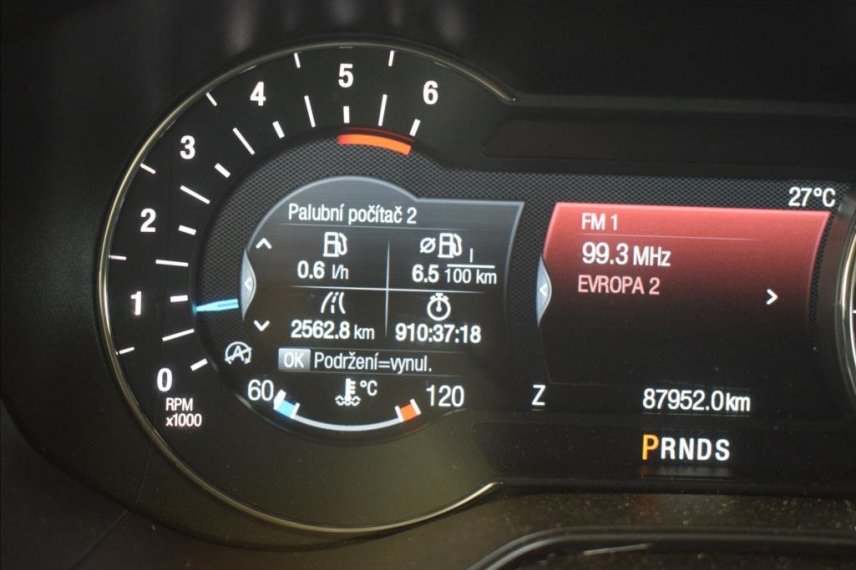 6
5
4
3
2
1
0
RPM
x1000
Palubní počítač 2
0.6 l/h
⌀ 6.5 100 km
2562.8 km
910:37:18
OK Podržení=vynul.
60
°C
120
27°C
FM 1
99.3 MHz
EVROPA 2
Z
87952.0km
PRNDS